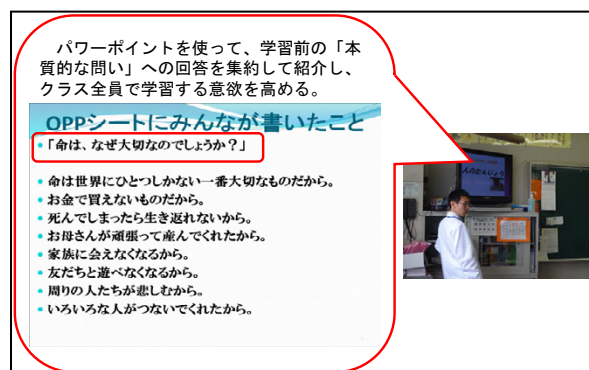 パワーポイントを使って、学習前の「本
質的な問い」への回答を集約して紹介し、
クラス全員で学習する意欲を高める。
OPPシートにみんなが書いたこと
•「命は、なぜ大切なのでしょうか？」
• 命は世界にひとつしかない一番大切なものだから。
• お金で買えないものだから。
• 死んでしまったら生き返れないから。
• お母さんが頑張って産んでくれたから。
• 家族に会えなくなるから。
• 友だちと遊べなくなるから。
• 周りの人たちが悲しむから。
• いろいろな人がつないでくれたから。
人のたんじょう